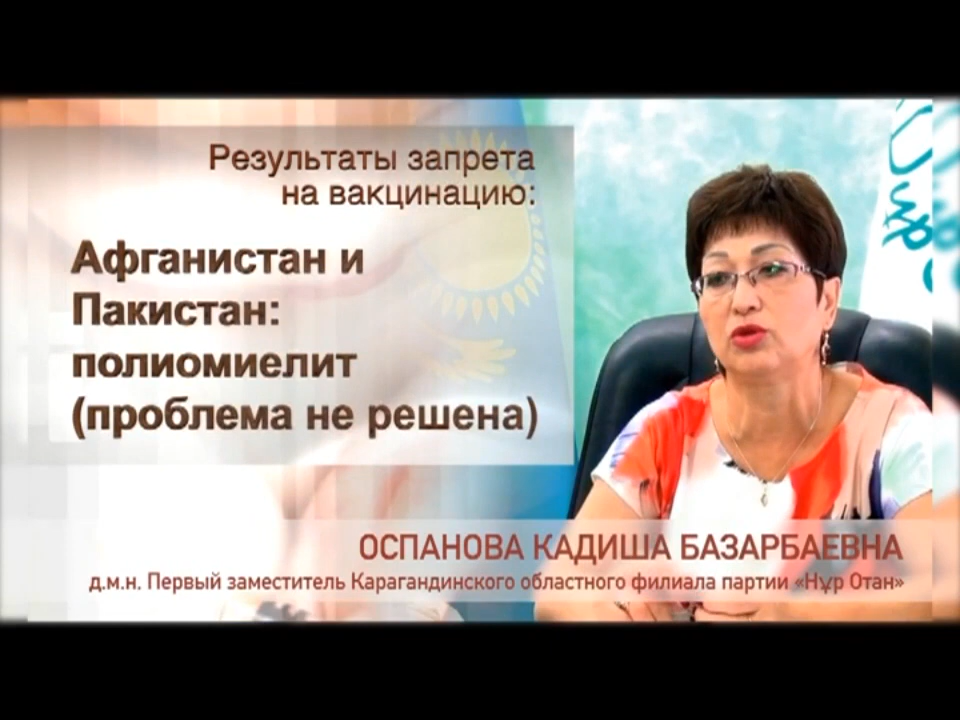 Результаты запрета
на вакцинацию:
Афганистан и
Пакистан:
полиомиелит
(проблема не решена)
ОСПАНОВА КАДИША БАЗАРБАЕВНА
д.м.н. Первый заместитель Карагандинского областного филиала партии «Нұр Отан»